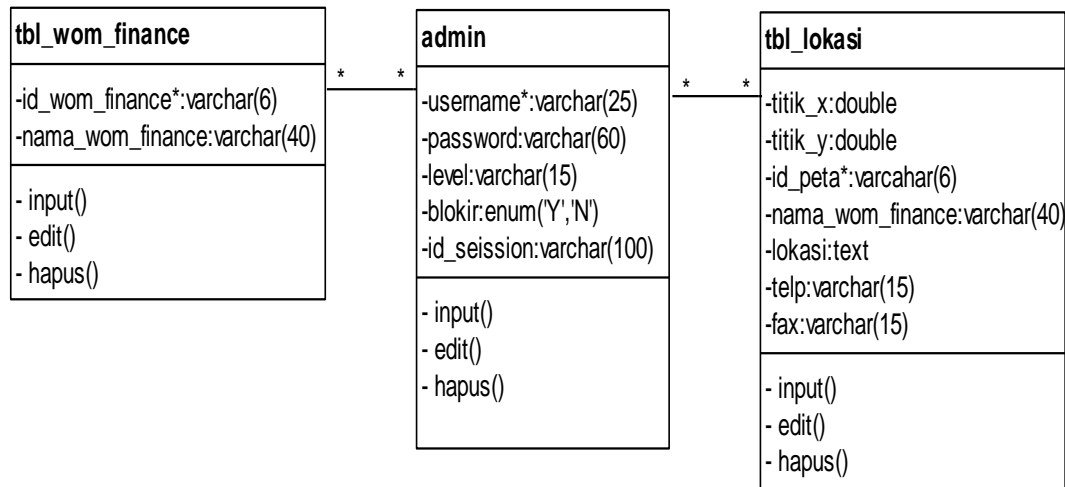 tbl_wom_finance
-id_wom_finance*:varchar(6)
-nama_wom_finance:varchar(40)
- input()
- edit()
- hapus()
* *
admin
-username*:varchar(25)
-password:varchar(60)
-level:varchar(15)
-blokir:enum('Y','N')
-id_seission:varchar(100)
- input()
- edit()
- hapus()
* *
tbl_lokasi
-titik_x:double
-titik_y:double
-id_peta*:varcahar(6)
-nama_wom_finance:varchar(40)
-lokasi:text
-telp:varchar(15)
-fax:varchar(15)
- input()
- edit()
- hapus()